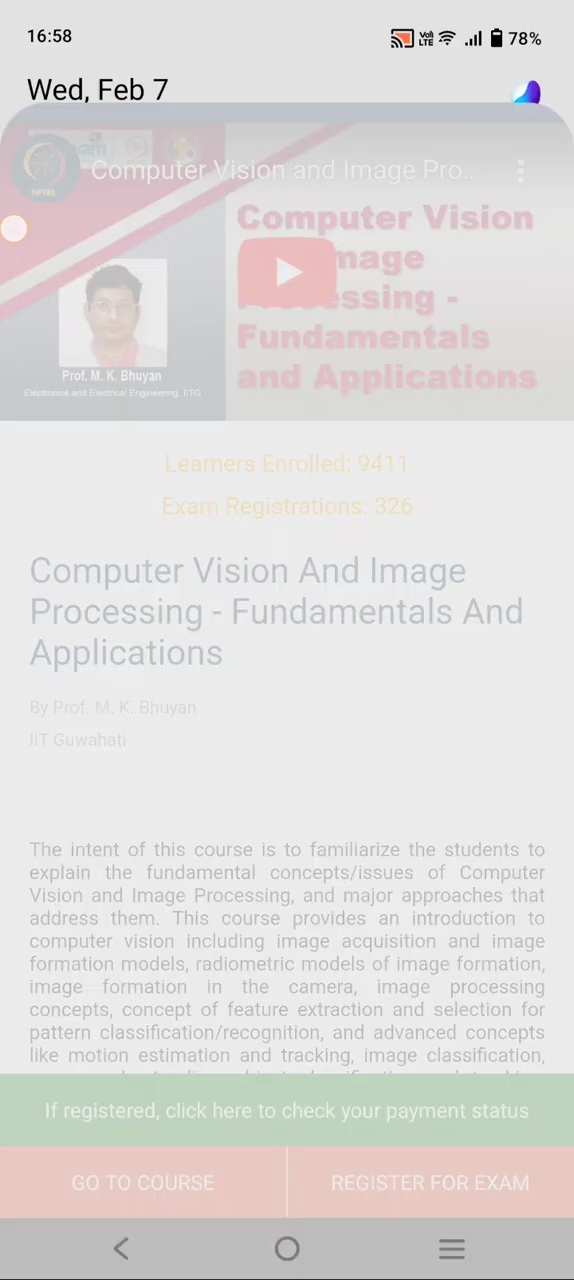 16:58
Vo)
LTE
78%
Wed, Feb 7
Computer Vision and Image Pro...
NPTEL
Computer Vision
mage
essing -
Fundamentals
and Applications
Prof. M. K. Bhuyan
Electronics and Electrical Engineering, IITG
Learners Enrolled: 9411
Exam Registrations: 326
Computer Vision And Image
Processing - Fundamentals And
Applications
By Prof. M. K. Bhuyan
IIT Guwahati
The intent of this course is to familiarize the students to
explain the fundamental concepts/issues of Computer
Vision and Image Processing, and major approaches that
address them. This course provides an introduction to
computer vision including image acquisition and image
formation models, radiometric models of image formation,
image formation in the camera, image processing
concepts, concept of feature extraction and selection for
pattern classification/recognition, and advanced concepts
like motion estimation and tracking, image classification,
If registered, click here to check your payment status
GO TO COURSE
REGISTER FOR EXAM